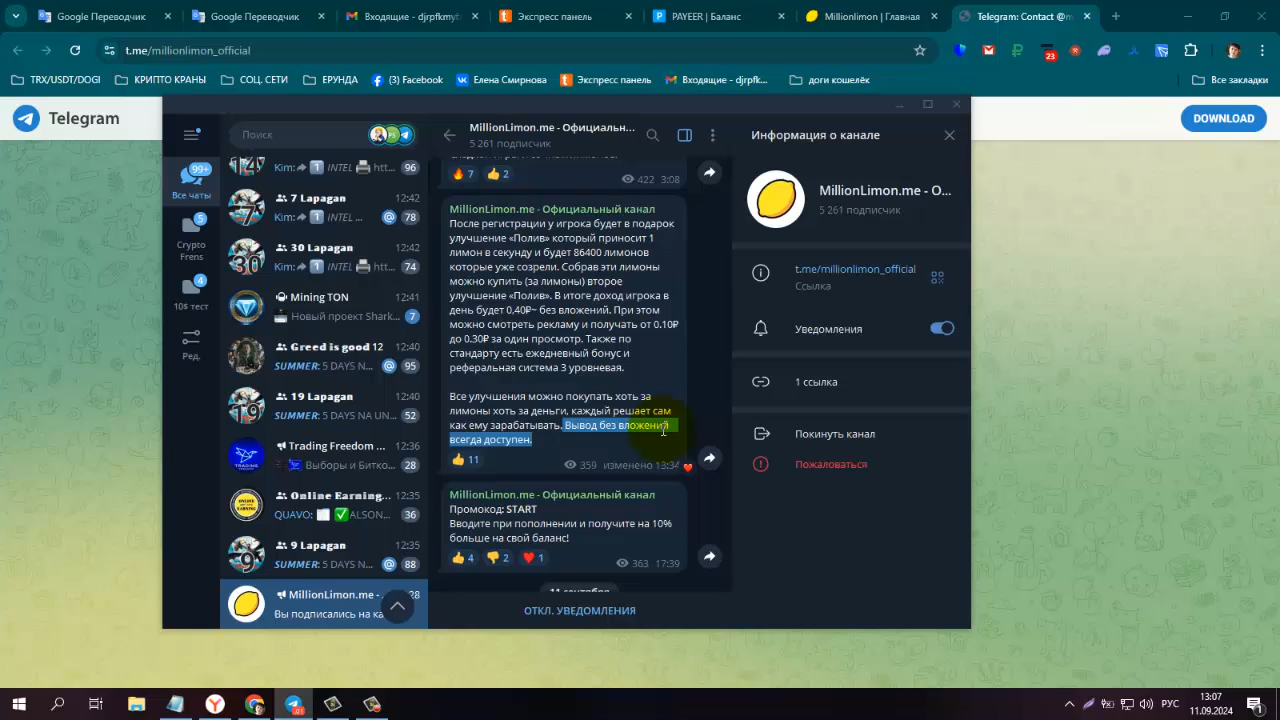 Google Переводчик
Google Переводчик
Входящие - djrpfkmyf
Экспресс панель
PAYEER | Баланс
Millionlimon | Главная
Telegram: Contact @m
t.me/millionlimon_official
23
TRX/USDT/DOGI
КРИПТО КРАНЫ
СОЦ. СЕТИ
ЕРУНДА
(3) Facebook
Елена Смирнова
Экспресс панель
Входящие - djrpfk...
доги кошелёк
Все закладки
Telegram
DOWNLOAD
Поиск
99+
Все чаты
5
Crypto
Frens
4
10$ тест
Ред.
Kim: 1 INTEL htt... 96
7 Lapagan 12:42
Kim: 1 INTEL ... @ 78
30 Lapagan 12:42
Kim: 1 INTEL htt... 74
Mining TON 12:41
Новый проект Shark... 7
Greed is good 12 12:40
SUMMER: 5 DAYS N... @ 95
19 Lapagan 12:40
SUMMER: 5 DAYS NA UN... 52
Trading Freedom ... 12:36
Выборы и Битко... 28
Online Earning... 12:35
QUAVO: ALSON... 36
9 Lapagan 12:35
SUMMER: 5 DAYS N... @ 88
MillionLimon.me - 28
Вы подписались на ка
MillionLimon.me - Официальн...
5 261 подписчик
7 2 422 3:08
MillionLimon.me - Официальный канал
После регистрации у игрока будет в подарок
улучшение «Полив» который приносит 1
лимон в секунду и будет 86400 лимонов
которые уже созрели. Собрав эти лимоны
можно купить (за лимоны) второе
улучшение «Полив». В итоге доход игрока в
день будет 0,40₽~ без вложений. При этом
можно смотреть рекламу и получать от 0.10₽
до 0.30₽ за один просмотр. Также по
стандарту есть ежедневный бонус и
реферальная система 3 уровневая.
Все улучшения можно покупать хоть за
лимоны хоть за деньги, каждый решает сам
как ему зарабатывать. Вывод без вложений
всегда доступен.
11 359 изменено 13:34
MillionLimon.me - Официальный канал
Промокод: START
Вводите при пополнении и получите на 10%
больше на свой баланс!
4 2 1 363 17:39
11 сентября
ОТКЛ. УВЕДОМЛЕНИЯ
Информация о канале
MillionLimon.me - О...
5 261 подписчик
t.me/millionlimon_official
Ссылка
Уведомления
1 ссылка
Покинуть канал
Пожаловаться
РУС
13:07
11.09.2024
1